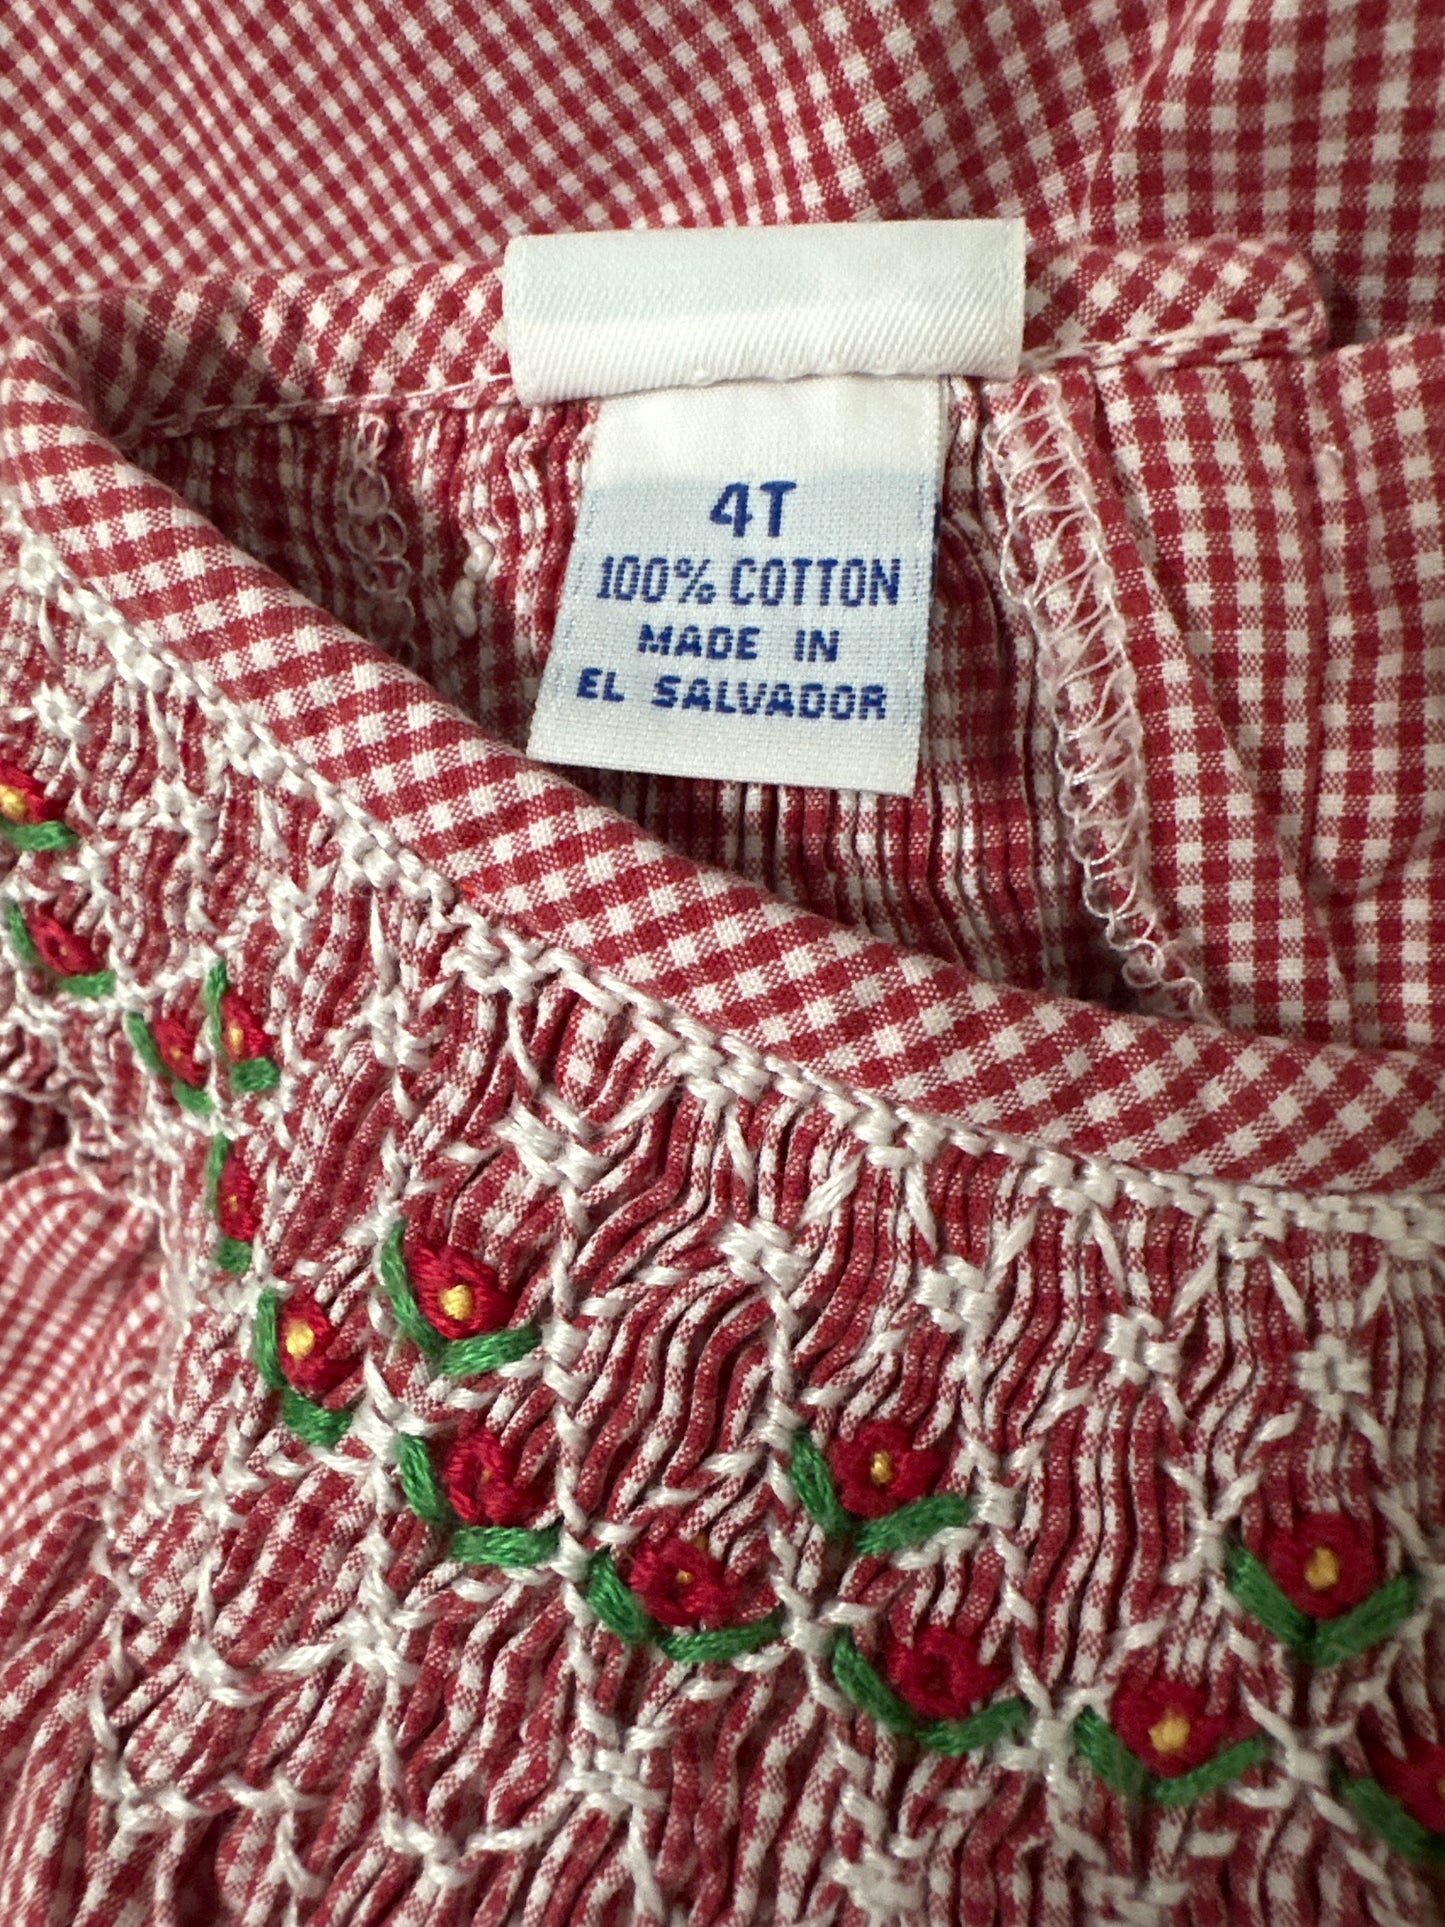 4T
100% COTTON
MADE IN
EL SALVADOR